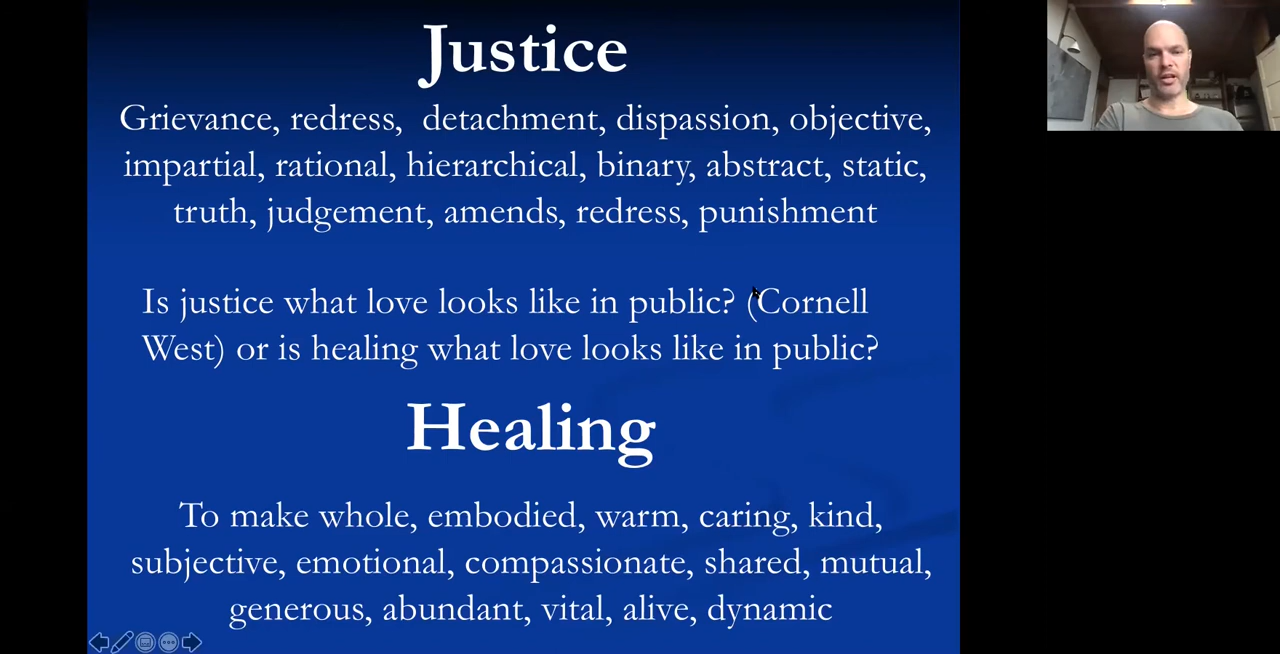 Justice
Grievance, redress,  detachment, dispassion, objective,
impartial, rational, hierarchical, binary, abstract, static,
truth, judgement, amends, redress, punishment
Is justice what love looks like in public? (Cornell
West) or is healing what love looks like in public?
Healing
To make whole, embodied, warm, caring, kind,
subjective, emotional, compassionate, shared, mutual,
generous, abundant, vital, alive, dynamic